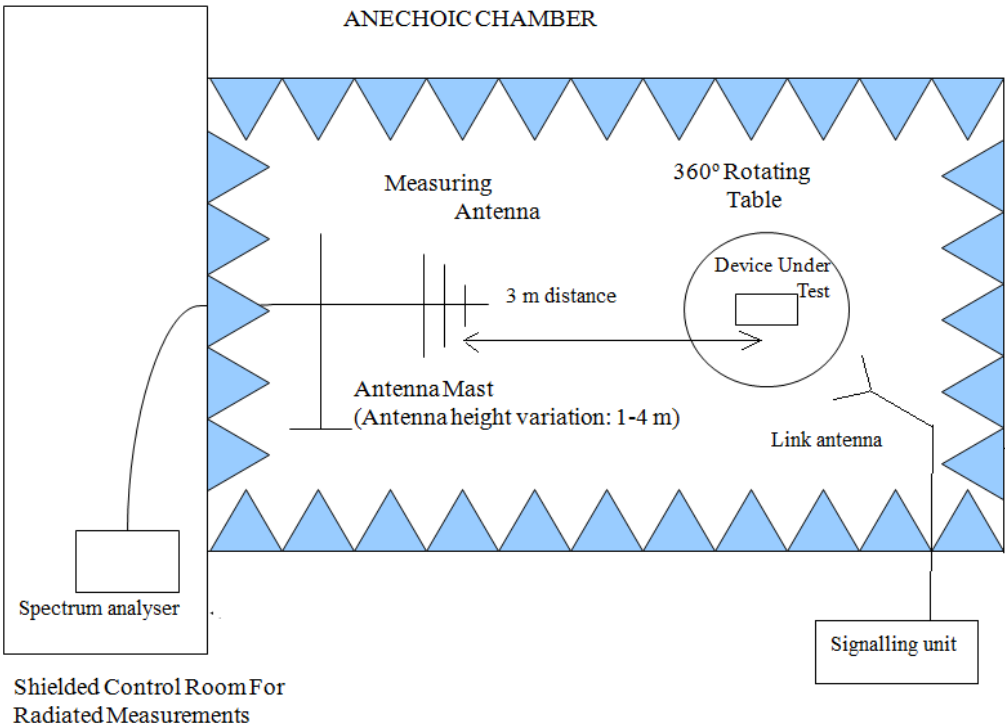 ANECHOIC CHAMBER
Measuring
Antenna
360º Rotating
Table
Device Under
Test
3 m distance
Antenna Mast
(Antenna height variation: 1-4 m)
Link antenna
Spectrum analyser
Signalling unit
Shielded Control Room For
Radiated Measurements